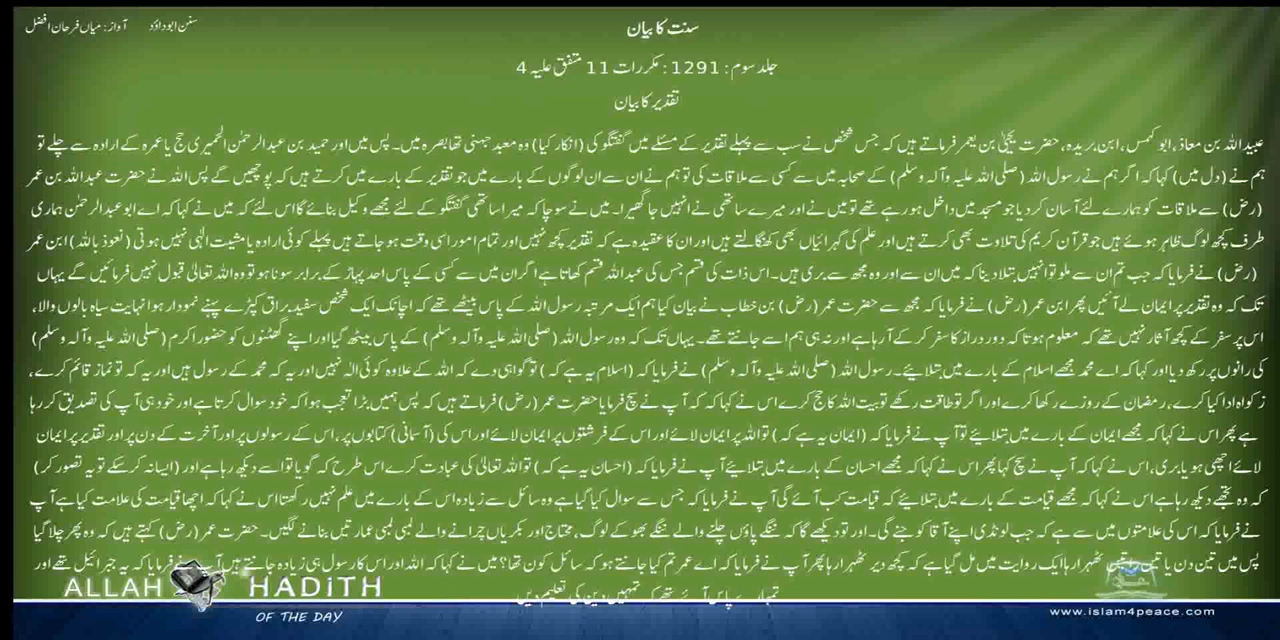 سنن ابوداؤد آواز: میاں فرحان افضل
سنت کا بیان
جلد سوم: 1291: مکررات 11 متفق علیہ 4
تقدیر کا بیان
عبید اللہ بن معاذ، ابو کہمس، ابن بریدہ، حضرت یحیٰی بن یعمر فرماتے ہیں کہ جس شخص نے سب سے پہلے تقدیر کے مسئلے میں گفتگو کی (انکار کیا) وہ معبد جہنی تھا بصرہ میں۔ پس میں اور حمید بن عبدالرحمٰن الحمیری حج یا عمرہ کے ارادہ سے چلے تو
ہم نے (دل میں) کہا کہ اگر ہم نے رسول اللہ (صلی اللہ علیہ وآلہ وسلم) کے صحابہ میں سے کسی سے ملاقات کی تو ہم نے ان سے ان لوگوں کے بارے میں جو تقدیر کے بارے میں کرتے ہیں کہ پوچھیں گے پس اللہ نے حضرت عبداللہ بن عمر
(رض) سے ملاقات کو ہمارے لئے آسان کر دیا جو مسجد میں داخل ہو رہے تھے تو میں نے اور میرے ساتھی نے انہیں جا گھیرا۔ میں نے سوچا کہ میرا ساتھی گفتگو کے لئے مجھے وکیل بنائے گا اس لئے کہ میں نے کہا کہ اے ابوعبدالرحمٰن ہماری
طرف کچھ لوگ ظاہر ہوئے ہیں جو قرآن کریم کی تلاوت بھی کرتے ہیں اور علم کی گہرائیاں بھی کھنگالتے ہیں اور ان کا عقیدہ ہے کہ تقدیر کچھ نہیں اور تمام امور اسی وقت ہو جاتے ہیں پہلے کوئی ارادہ یا مشیت الہی نہیں ہوتی (نعوذ باللہ) ابن عمر
(رض) نے فرمایا کہ جب تم ان سے ملو تو انہیں بتلا دینا کہ میں ان سے اور وہ مجھ سے بری ہیں۔ اس ذات کی قسم جس کی عبداللہ قسم کھاتا ہے اگر ان میں سے کسی کے پاس احد پہاڑ کے برابر سونا ہو تو وہ اللہ تعالیٰ قبول نہیں فرمائیں گے یہاں
تک کہ وہ تقدیر پر ایمان لے آئیں پھر ابن عمر (رض) نے فرمایا کہ مجھ سے حضرت عمر (رض) بن خطاب نے بیان کیا ہم ایک مرتبہ رسول اللہ کے پاس بیٹھے تھے کہ اچانک ایک شخص سفید براق کپڑے پہنے نمودار ہوا نہایت سیاہ بالوں والا،
اس پر سفر کے کچھ آثار نہیں تھے کہ معلوم ہوتا کہ دور دراز کا سفر کر کے آرہا ہے اور نہ ہی ہم اسے جانتے تھے۔ یہاں تک کہ وہ رسول اللہ (صلی اللہ علیہ وآلہ وسلم) کے پاس بیٹھ گیا اور اپنے گھٹنوں کو حضور اکرم (صلی اللہ علیہ وآلہ وسلم)
کی رانوں پر رکھ دیا اور کہا کہ اے محمد مجھے اسلام کے بارے میں بتلائیے۔ رسول اللہ (صلی اللہ علیہ وآلہ وسلم) نے فرمایا کہ (اسلام یہ ہے کہ) تو گواہی دے کہ اللہ کے علاوہ کوئی الٰہ نہیں اور یہ کہ محمد کے رسول ہیں اور یہ کہ تو نماز قائم کرے،
زکواۃ ادا کیا کرے، رمضان کے روزے رکھا کرے اور اگر تو طاقت رکھے تو بیت اللہ کا حج کرے اس نے کہا کہ کہ آپ نے سچ فرمایا حضرت عمر (رض) فرماتے ہیں کہ پس ہمیں بڑا تعجب ہوا کہ خود سوال کرتا ہے اور خود ہی آپ کی تصدیق کر رہا
ہے پھر اس نے کہا کہ مجھے ایمان کے بارے میں بتلائیے تو آپ نے فرمایا کہ (ایمان یہ ہے کہ) تو اللہ پر ایمان لائے اور اس کے فرشتوں پر ایمان لائے اور اس کی (آسمانی) کتابوں پر، اس کے رسولوں پر اور آخرت کے دن پر اور تقدیر پر ایمان
لائے اچھی ہو یا بری، اس نے کہا کہ آپ نے سچ کہا پھر اس نے کہا کہ مجھے احسان کے بارے میں بتلائیے آپ نے فرمایا کہ (احسان یہ ہے کہ) تو اللہ تعالیٰ کی عبادت کرے اس طرح کہ گویا تو اسے دیکھ رہا ہے اور (ایسا نہ کر سکے تو یہ تصور کر)
کہ وہ تجھے دیکھ رہا ہے اس نے کہا کہ مجھے قیامت کے بارے میں بتلائیے کہ قیامت کب آئے گی آپ نے فرمایا کہ جس سے سوال کیا گیا ہے وہ سائل سے زیادہ اس کے بارے میں علم نہیں رکھتا اس نے کہا کہ اچھا قیامت کی علامت کیا ہے آپ
نے فرمایا کہ اس کی علامتوں میں سے ہے کہ جب لونڈی اپنے آقا کو جنے گی۔ اور تو دیکھے گا کہ ننگے پاؤں چلنے والے ننگے بھوکے لوگ، محتاج اور بکریاں چرانے والے لمبی لمبی عمارتیں بنانے لگیں۔ حضرت عمر (رض) کہتے ہیں کہ وہ پھر چلا گیا
پس میں تین دن یا تین راتیں ٹھہرا رہا ایک روایت میں مل گیا ہے کہ کچھ دیر ٹھہرا رہا پھر آپ نے فرمایا کہ اے عمر تم کیا جانتے ہو کہ سائل کون تھا؟ میں نے کہا کہ اللہ اور اس کا رسول ہی زیادہ جانتے ہیں آپ نے فرمایا کہ یہ جبرائیل تھے اور
تمہارے پاس آئے تھے کہ تمہیں دین کی تعلیم دیں
ALLAH HADITH
OF THE DAY
www.islam4peace.com